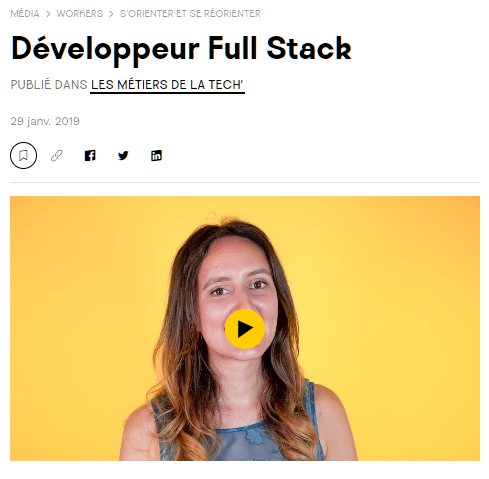 MÉDIA > WORKERS > S'ORIENTER ET SE RÉORIENTER
Développeur Full Stack
PUBLIÉ DANS LES MÉTIERS DE LA TECH'
29 janv. 2019